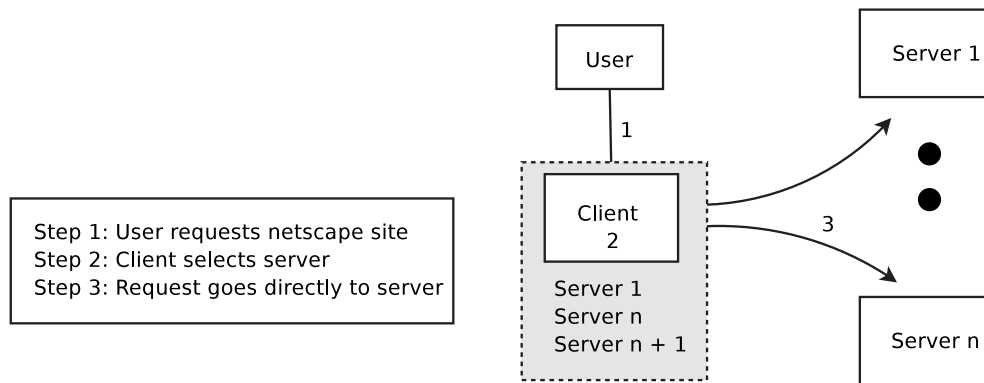 Step 1: User requests netscape site
Step 2: Client selects server
Step 3: Request goes directly to server
User
1
Client
2
Server 1
Server n
Server n + 1
3
Server 1
Server n